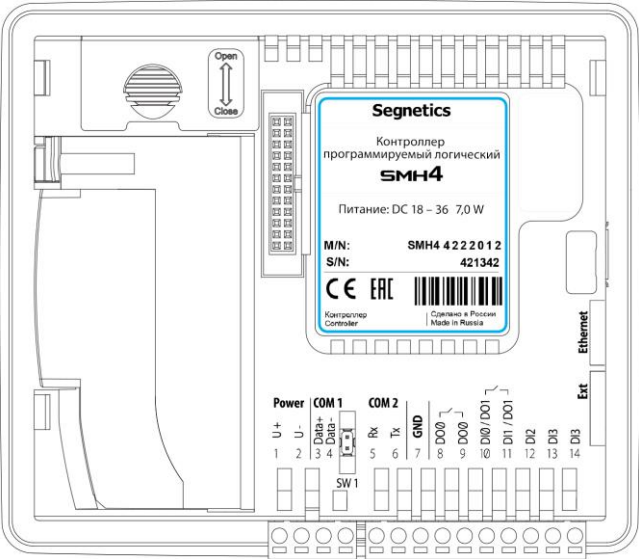 Open
Close
Segnetics
Контроллер
программируемый логический
SMH4
Питание: DC 18 – 36 7,0 W
M/N: SMH4 4222012
S/N: 421342
CE EAC
Контроллер
Controller
Сделано в России
Made in Russia
Ethernet
Ext
Power COM 1 COM 2
U+ U- Data+ Data- Rx Tx GND DO0 DO0 DI0/DO1 DI1/DO1 DI2 DI3 DI3
1 2 3 4 5 6 7 8 9 10 11 12 13 14
SW 1